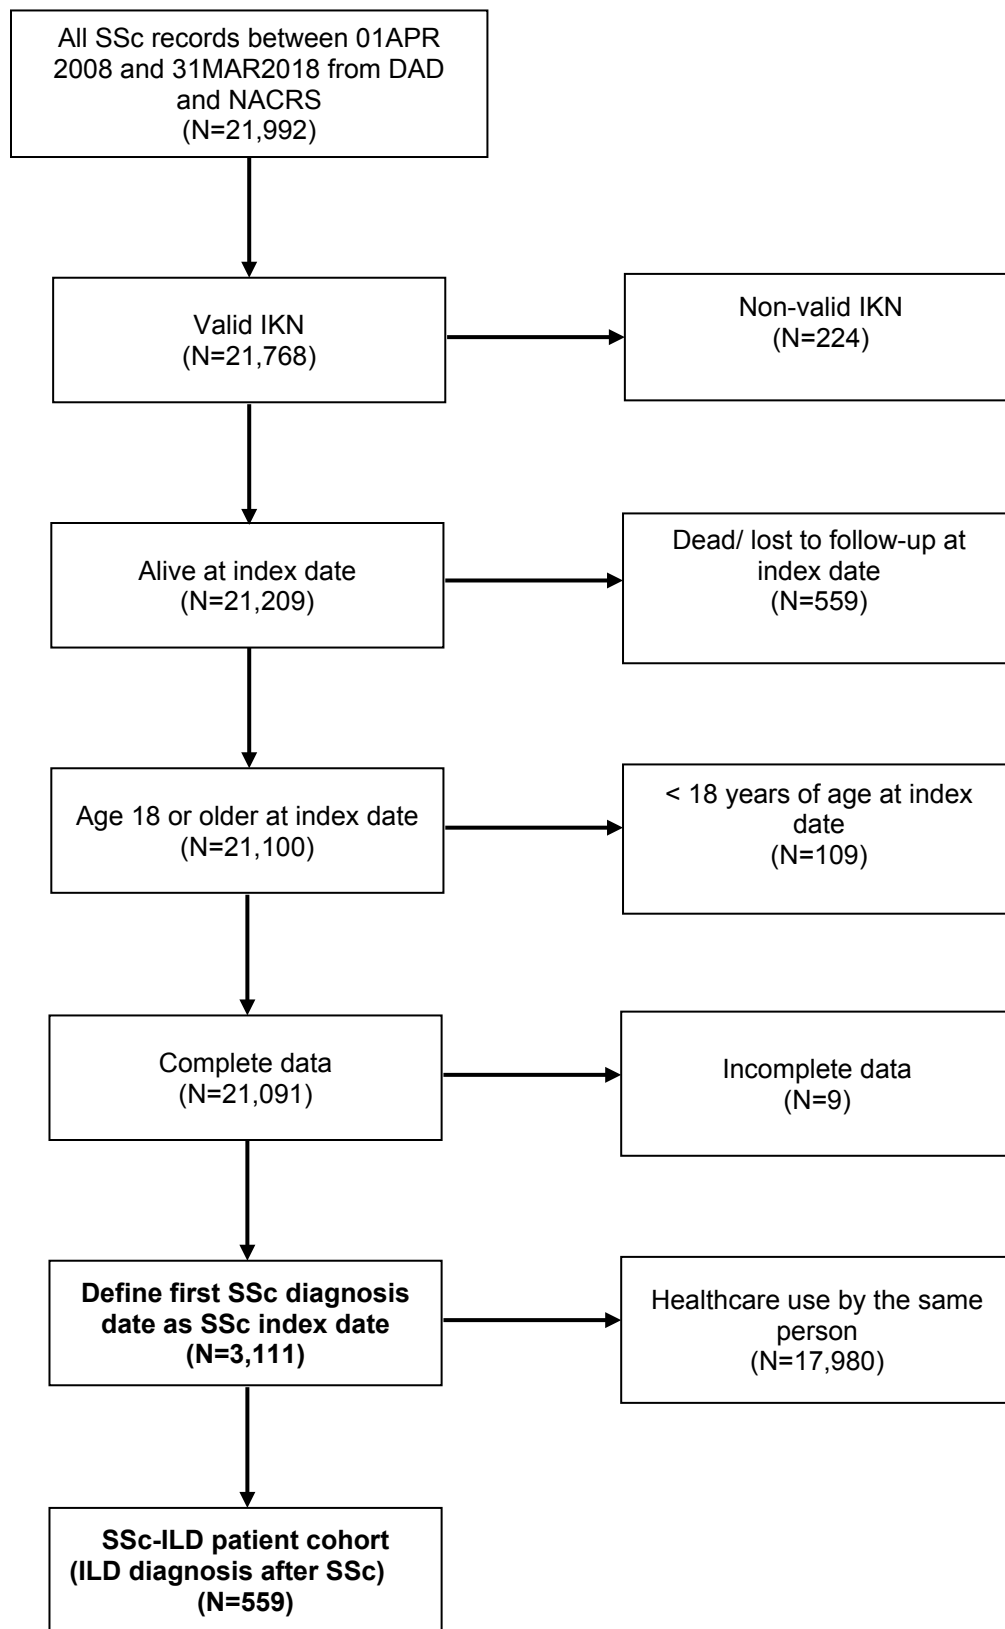 All SSc records between 01APR
2008 and 31MAR2018 from DAD
and NACRS
(N=21,992)
Valid IKN
(N=21,768)
Non-valid IKN
(N=224)
Alive at index date
(N=21,209)
Dead/ lost to follow-up at
index date
(N=559)
Age 18 or older at index date
(N=21,100)
< 18 years of age at index
date
(N=109)
Complete data
(N=21,091)
Incomplete data
(N=9)
Define first SSc diagnosis
date as SSc index date
(N=3,111)
Healthcare use by the same
person
(N=17,980)
SSc-ILD patient cohort
(ILD diagnosis after SSc)
(N=559)